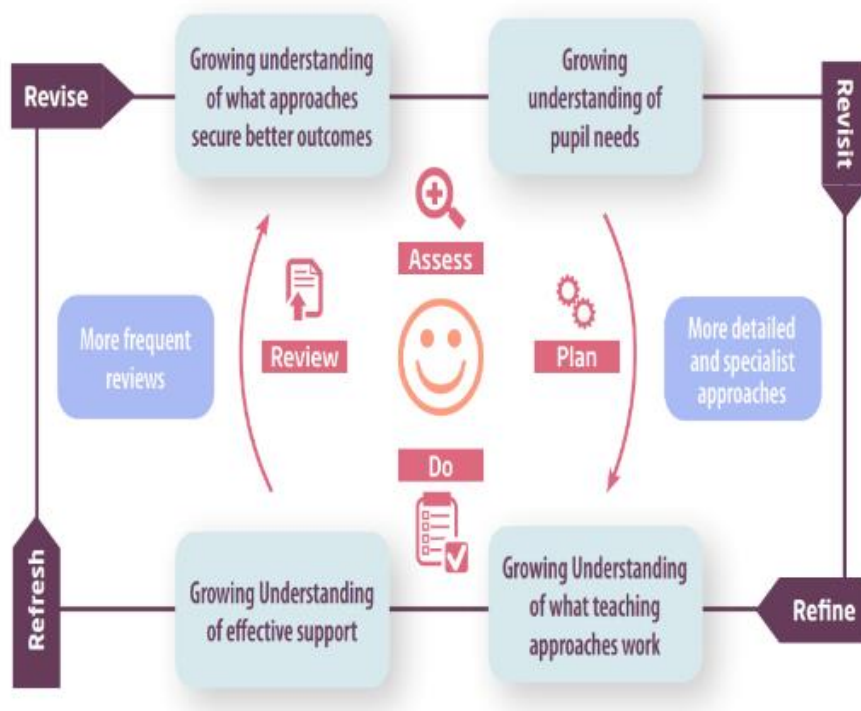 Growing understanding
of what approaches
secure better outcomes
Growing
understanding of
pupil needs
Revise
Revisit
Assess
More frequent
reviews
Review
Plan
More detailed
and specialist
approaches
Do
Refresh
Growing Understanding
of effective support
Growing Understanding
of what teaching
approaches work
Refine